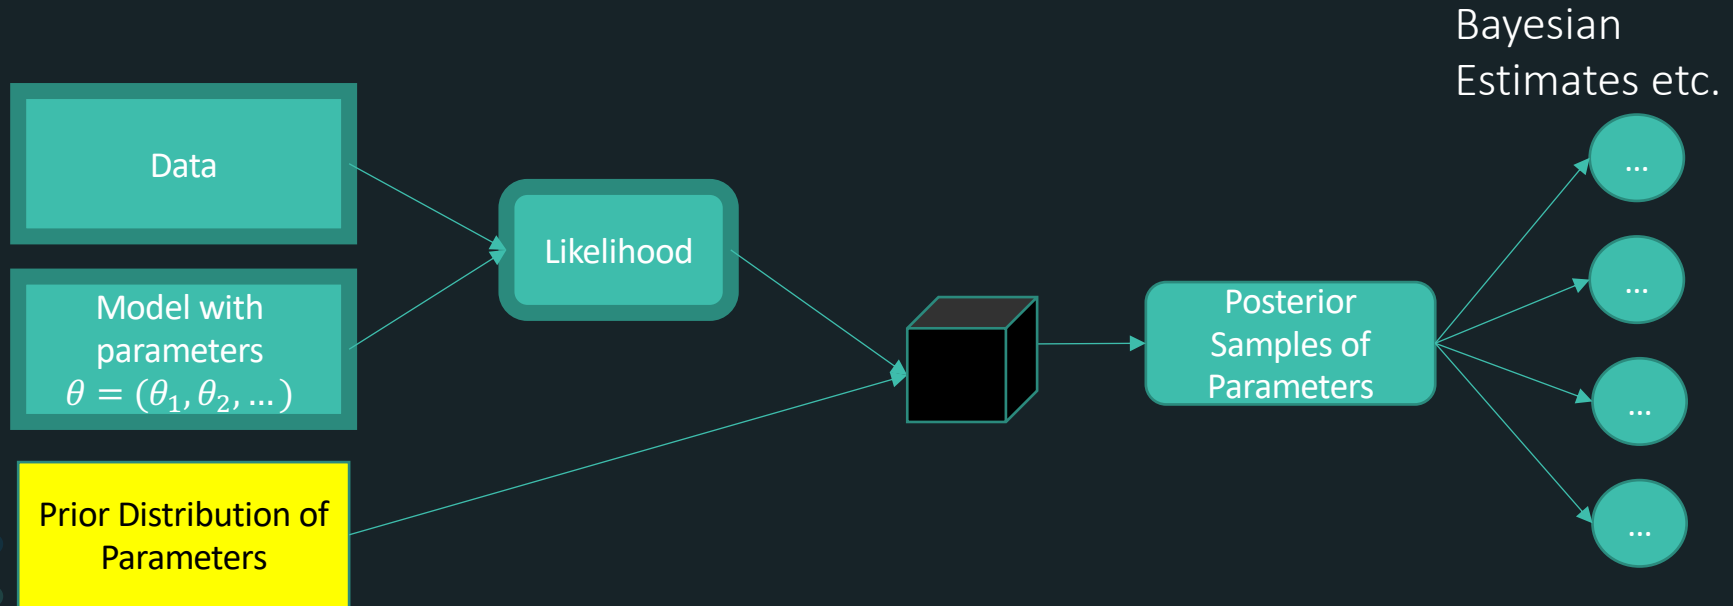 Bayesian
Estimates etc.
Data
Likelihood
Model with
parameters
𝜃 = (𝜃₁, 𝜃₂, … )
Posterior
Samples of
Parameters
Prior Distribution of
Parameters
...
...
...
...